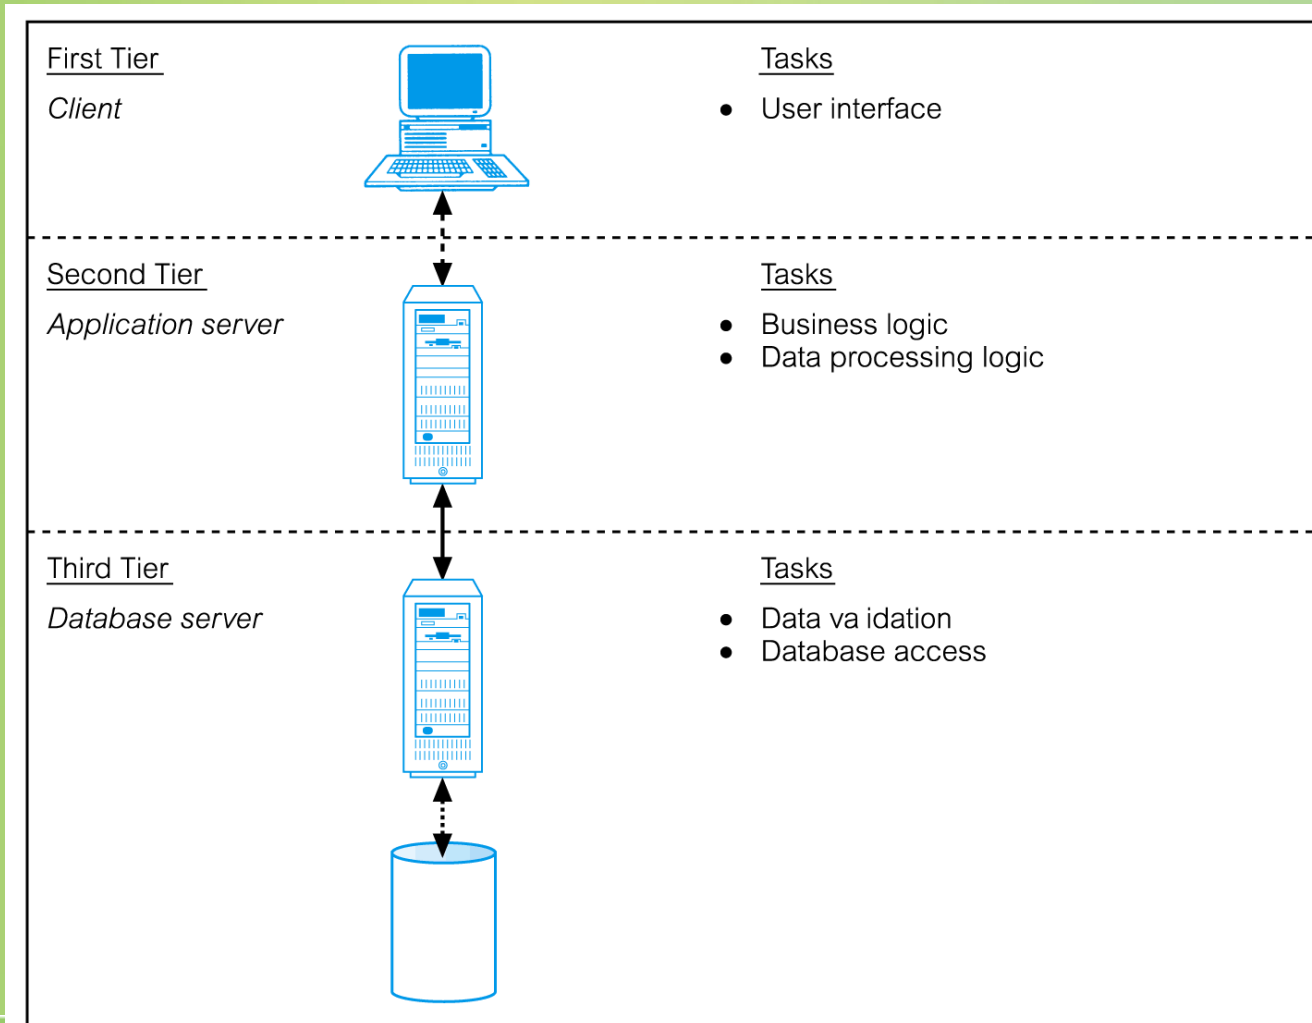 First Tier
Tasks
Client
● User interface
Second Tier
Tasks
Application server
● Business logic
● Data processing logic
Third Tier
Tasks
Database server
● Data va idation
● Database access